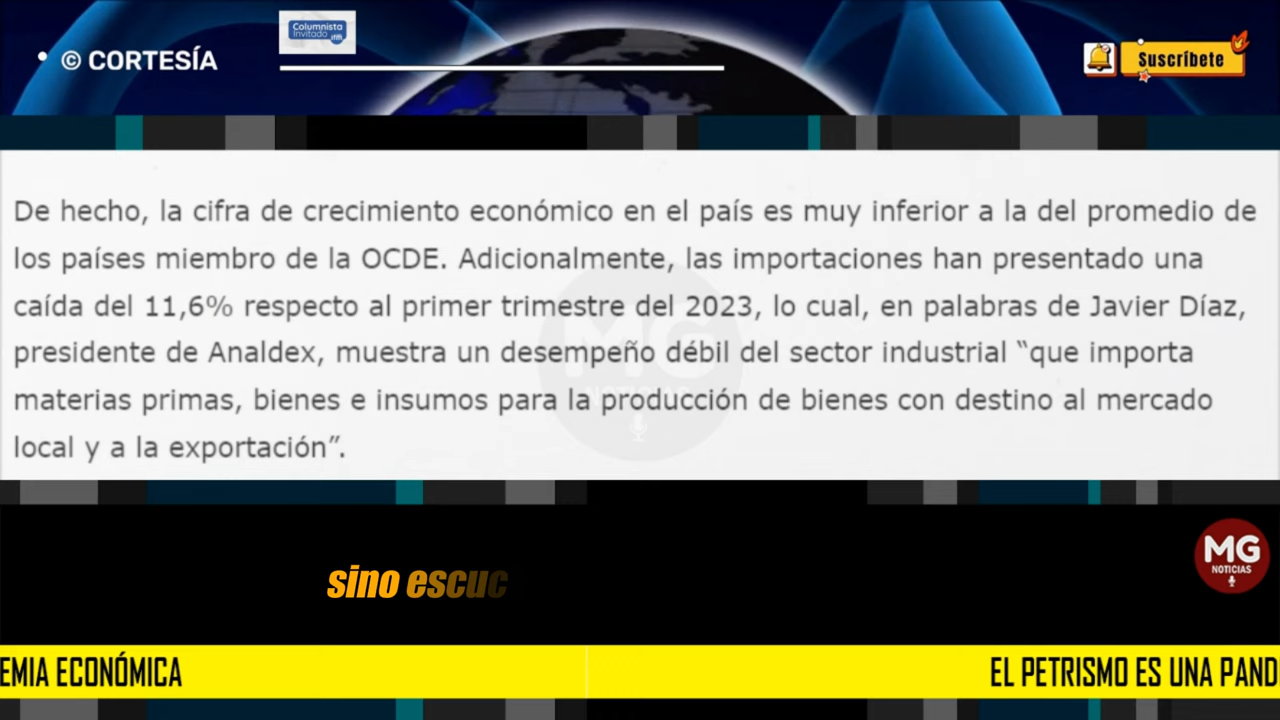 Columnista
Invitado
© CORTESÍA
Suscríbete
De hecho, la cifra de crecimiento económico en el país es muy inferior a la del promedio de
los países miembro de la OCDE. Adicionalmente, las importaciones han presentado una
caída del 11,6% respecto al primer trimestre del 2023, lo cual, en palabras de Javier Díaz,
presidente de Analdex, muestra un desempeño débil del sector industrial “que importa
materias primas, bienes e insumos para la producción de bienes con destino al mercado
local y a la exportación”.
MG
NOTICIAS
sino escuc
MG
NOTICIAS
EMIA ECONÓMICA
EL PETRISMO ES UNA PAND